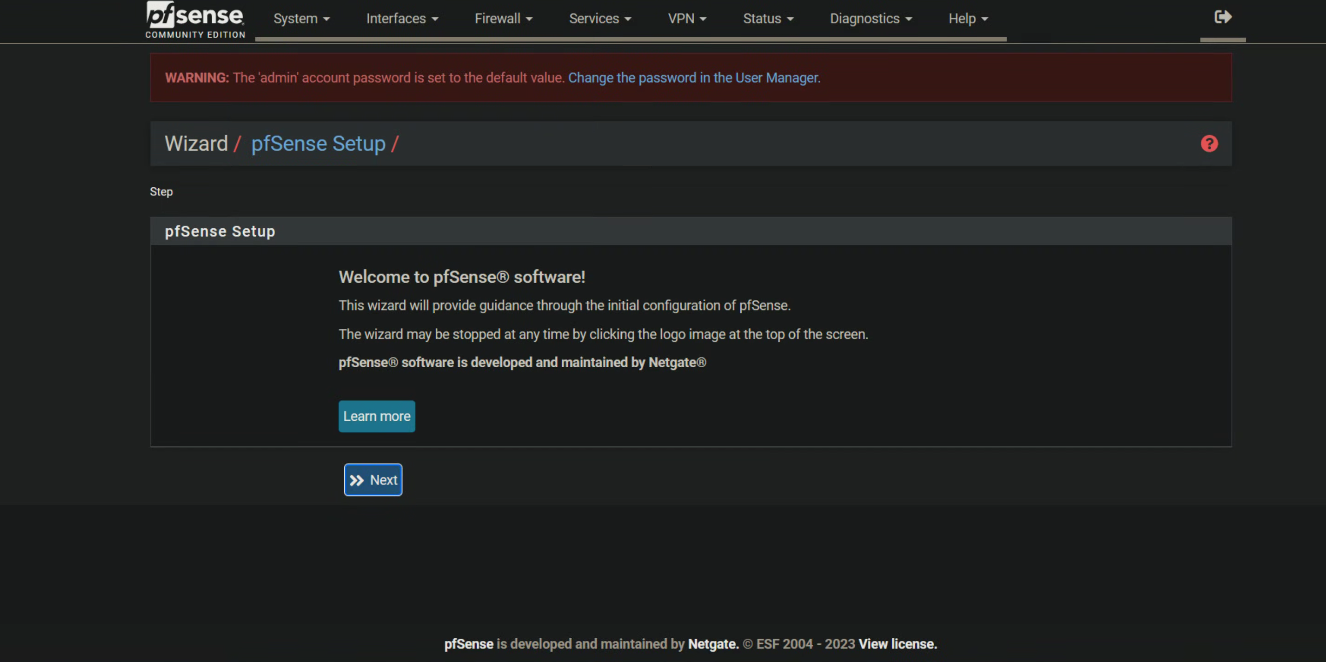 pfsense System Interfaces Firewall Services VPN Status Diagnostics Help
COMMUNITY EDITION
WARNING: The 'admin' account password is set to the default value. Change the password in the User Manager.
Wizard / pfSense Setup /
Step
pfSense Setup
Welcome to pfSense® software!
This wizard will provide guidance through the initial configuration of pfSense.
The wizard may be stopped at any time by clicking the logo image at the top of the screen.
pfSense® software is developed and maintained by Netgate®
Learn more
Next
pfSense is developed and maintained by Netgate. © ESF 2004 - 2023 View license.